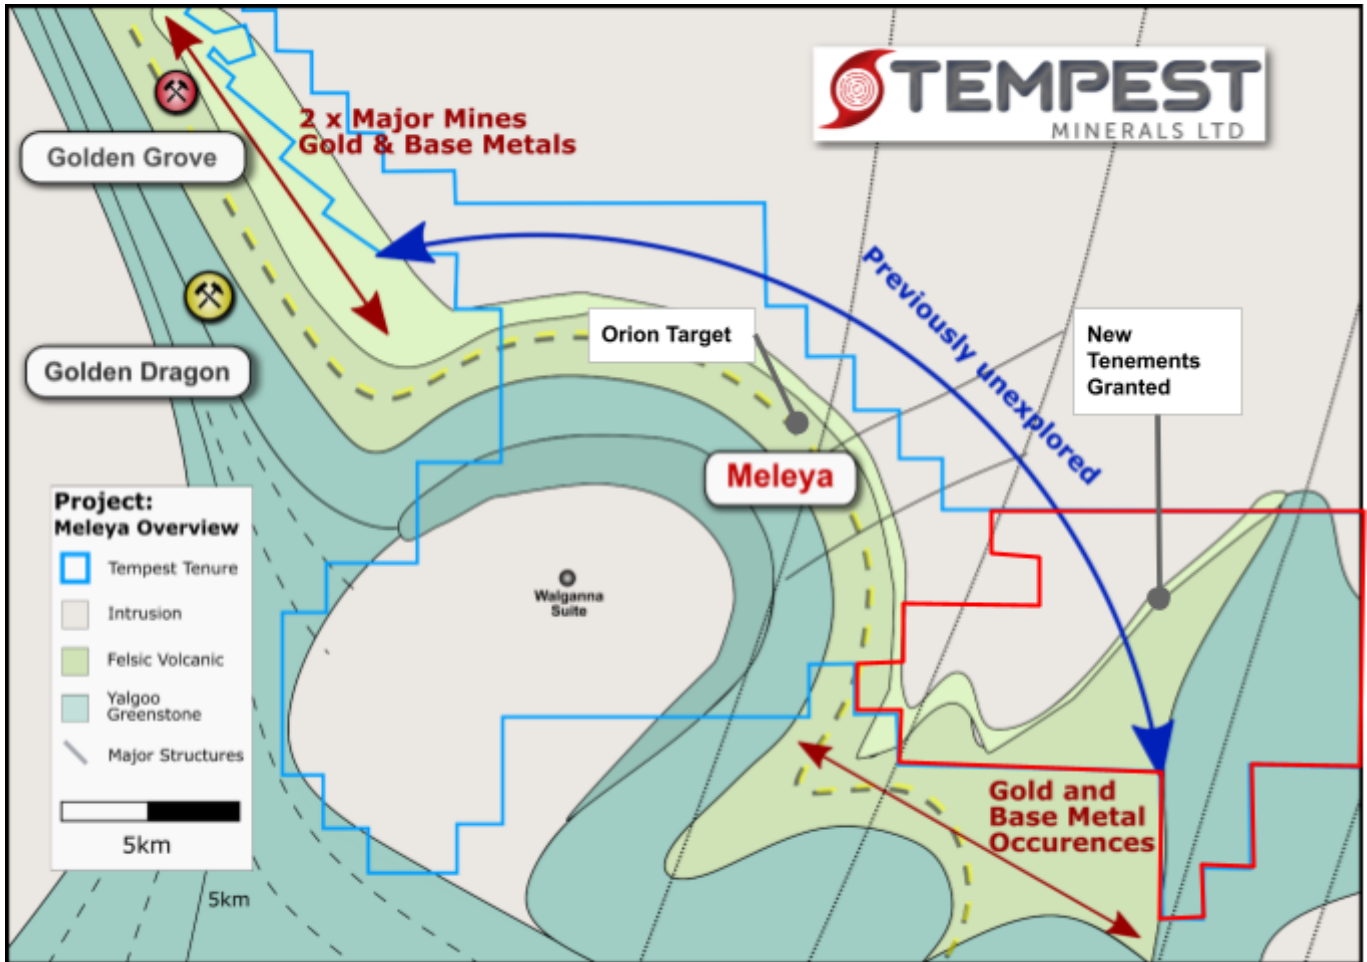 TEMPEST
MINERALS LTD
2 x Major Mines
Gold & Base Metals
Golden Grove
Golden Dragon
Previously unexplored
Orion Target
New
Tenements
Granted
Meleya
Project:
Meleya Overview
Tempest Tenure
Intrusion
Felsic Volcanic
Yalgoo
Greenstone
Major Structures
5km
5km
Walganna
Suite
Gold and
Base Metal
Occurences